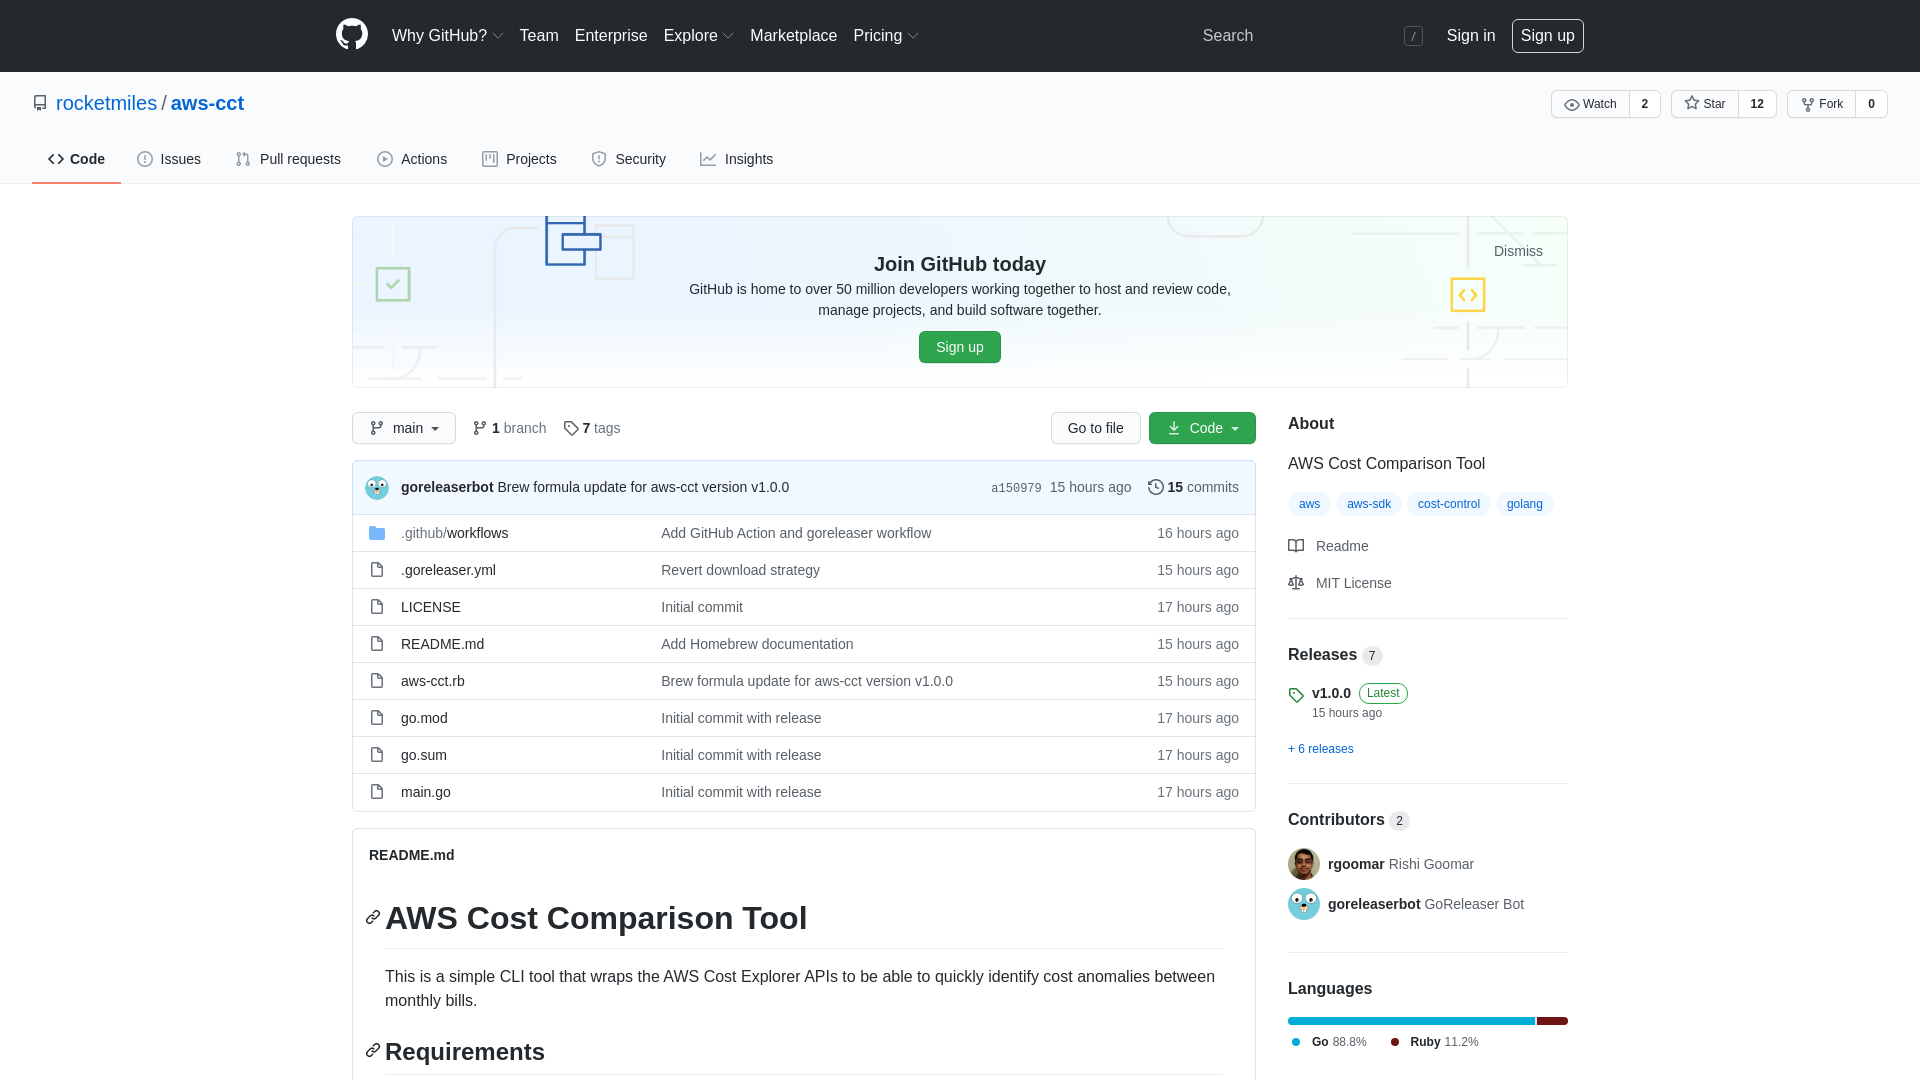 Why GitHub? Team Enterprise Explore Marketplace Pricing Search / Sign in Sign up
rocketmiles / aws-cct Watch 2 Star 12 Fork 0
Code Issues Pull requests Actions Projects Security Insights
Dismiss
Join GitHub today
GitHub is home to over 50 million developers working together to host and review code,
manage projects, and build software together.
Sign up
main 1 branch 7 tags Go to file Code
goreleaserbot Brew formula update for aws-cct version v1.0.0 a150979 15 hours ago 15 commits
.github/workflows Add GitHub Action and goreleaser workflow 16 hours ago
.goreleaser.yml Revert download strategy 15 hours ago
LICENSE Initial commit 17 hours ago
README.md Add Homebrew documentation 15 hours ago
aws-cct.rb Brew formula update for aws-cct version v1.0.0 15 hours ago
go.mod Initial commit with release 17 hours ago
go.sum Initial commit with release 17 hours ago
main.go Initial commit with release 17 hours ago
README.md
AWS Cost Comparison Tool
This is a simple CLI tool that wraps the AWS Cost Explorer APIs to be able to quickly identify cost anomalies between
monthly bills.
Requirements
About
AWS Cost Comparison Tool
aws aws-sdk cost-control golang
Readme
MIT License
Releases 7
v1.0.0 Latest
15 hours ago
+ 6 releases
Contributors 2
rgoomar Rishi Goomar
goreleaserbot GoReleaser Bot
Languages
Go 88.8% Ruby 11.2%